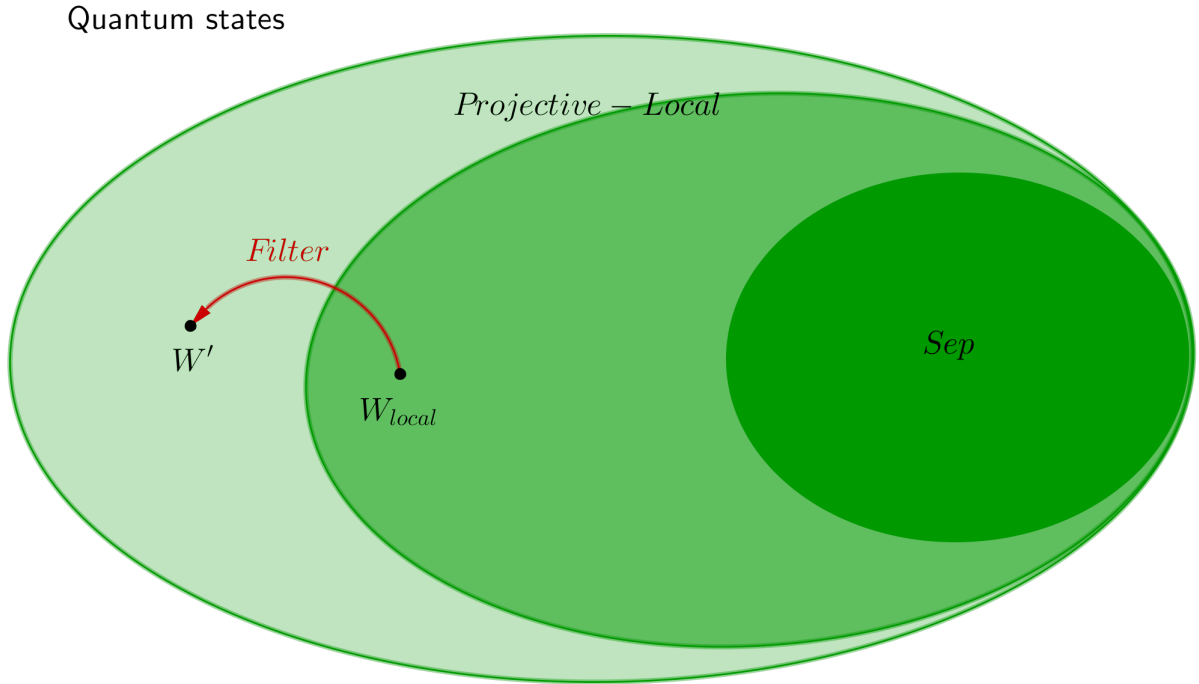 Quantum states
Projective − Local
Filter
W′
W_local
Sep